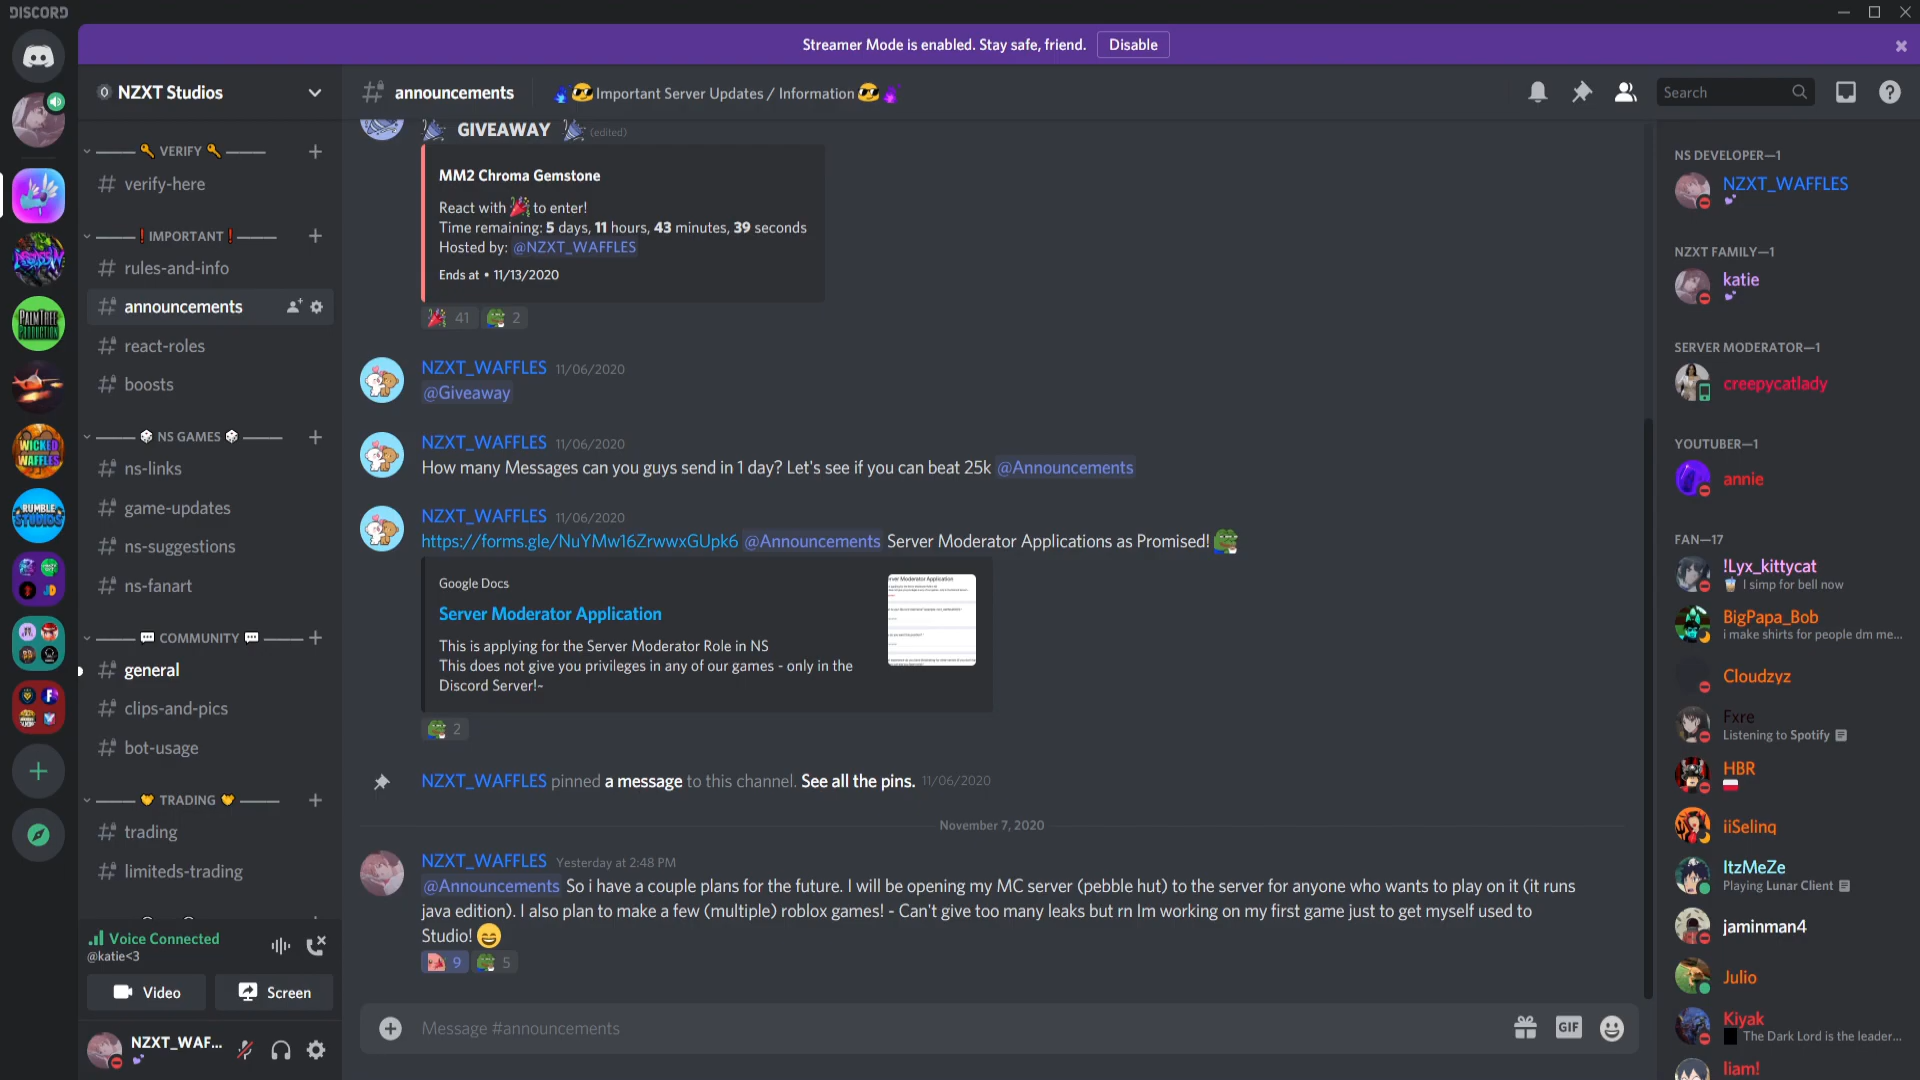 DISCORD
Streamer Mode is enabled. Stay safe, friend. Disable
NZXT Studios
announcements
Important Server Updates / Information
Search
VERIFY
verify-here
IMPORTANT
rules-and-info
announcements
react-roles
boosts
NS GAMES
ns-links
game-updates
ns-suggestions
ns-fanart
COMMUNITY
general
clips-and-pics
bot-usage
TRADING
trading
limiteds-trading
Voice Connected
@katie<3
Video
Screen
NZXT_WAF...
PALMTREE
PRODUCTION
WICKED
WAFFLES
RUMBLE
STUDIOS
GIVEAWAY (edited)
MM2 Chroma Gemstone
React with to enter!
Time remaining: 5 days, 11 hours, 43 minutes, 39 seconds
Hosted by: @NZXT_WAFFLES
Ends at • 11/13/2020
41 2
NZXT_WAFFLES 11/06/2020
@Giveaway
NZXT_WAFFLES 11/06/2020
How many Messages can you guys send in 1 day? Let's see if you can beat 25k @Announcements
NZXT_WAFFLES 11/06/2020
https://forms.gle/NuYMw16ZrwwxGUpk6 @Announcements Server Moderator Applications as Promised!
Google Docs
Server Moderator Application
This is applying for the Server Moderator Role in NS
This does not give you privileges in any of our games - only in the
Discord Server!~
2
NZXT_WAFFLES pinned a message to this channel. See all the pins. 11/06/2020
November 7, 2020
NZXT_WAFFLES Yesterday at 2:48 PM
@Announcements So i have a couple plans for the future. I will be opening my MC server (pebble hut) to the server for anyone who wants to play on it (it runs
java edition). I also plan to make a few (multiple) roblox games! - Can't give too many leaks but rn Im working on my first game just to get myself used to
Studio!
9 5
Message #announcements
GIF
NS DEVELOPER—1
NZXT_WAFFLES
NZXT FAMILY—1
katie
SERVER MODERATOR—1
creepycatlady
YOUTUBER—1
annie
FAN—17
!Lyx_kittycat
I simp for bell now
BigPapa_Bob
i make shirts for people dm me...
Cloudzyz
Fxre
Listening to Spotify
HBR
iiSelinq
ItzMeZe
Playing Lunar Client
jaminman4
Julio
Kiyak
The Dark Lord is the leader...
liam!